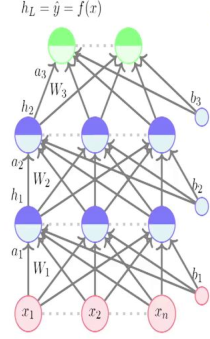 h_L = ŷ = f(x)
a_3
W_3
b_3
h_2
a_2
W_2
b_2
h_1
a_1
W_1
b_1
x_1 x_2 x_n